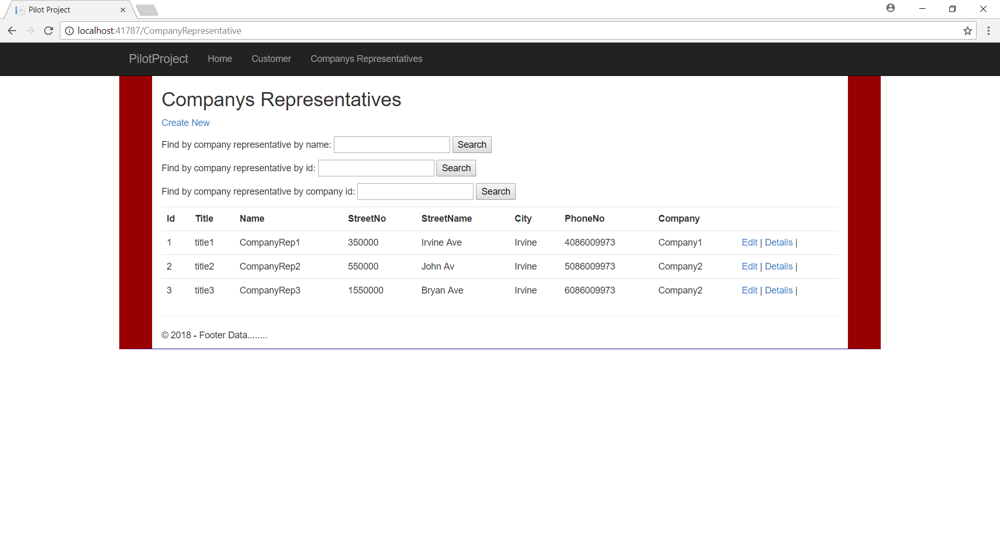 Pilot Project
localhost:41787/CompanyRepresentative
PilotProject Home Customer Companys Representatives
Companys Representatives
Create New
Find by company representative by name: Search
Find by company representative by id: Search
Find by company representative by company id: Search
Id Title Name StreetNo StreetName City PhoneNo Company
1 title1 CompanyRep1 350000 Irvine Ave Irvine 4086009973 Company1 Edit | Details |
2 title2 CompanyRep2 550000 John Av Irvine 5086009973 Company2 Edit | Details |
3 title3 CompanyRep3 1550000 Bryan Ave Irvine 6086009973 Company2 Edit | Details |
© 2018 - Footer Data........